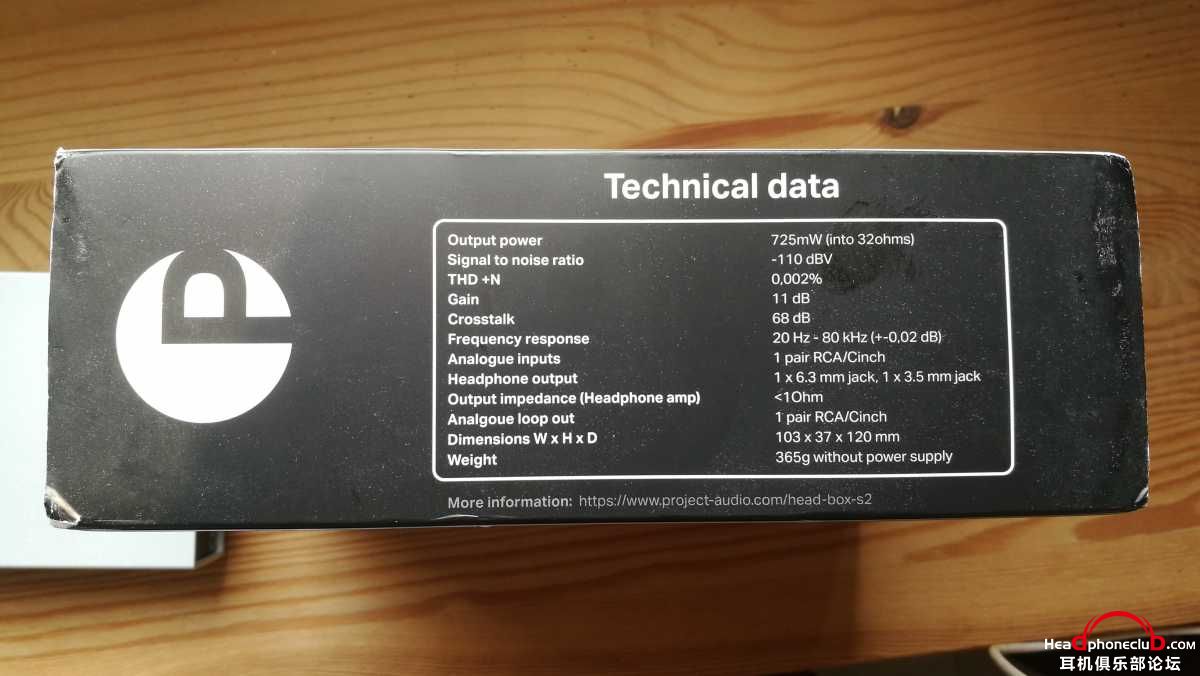 Technical data
Output power 725mW (into 32ohms)
Signal to noise ratio -110 dBV
THD +N 0,002%
Gain 11 dB
Crosstalk 68 dB
Frequency response 20 Hz - 80 kHz (+-0,02 dB)
Analogue inputs 1 pair RCA/Cinch
Headphone output 1 x 6.3 mm jack, 1 x 3.5 mm jack
Output impedance (Headphone amp) <1Ohm
Analgoue loop out 1 pair RCA/Cinch
Dimensions W x H x D 103 x 37 x 120 mm
Weight 365g without power supply
More information: https://www.project-audio.com/head-box-s2
HeadphonecluD.com
耳机俱乐部论坛